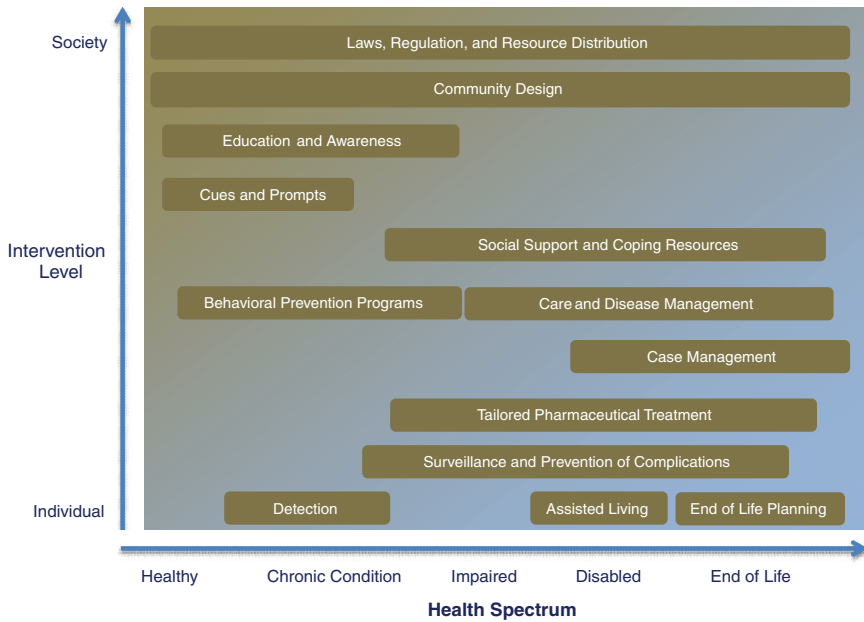 Society
Laws, Regulation, and Resource Distribution
Community Design
Education and Awareness
Cues and Prompts
Intervention
Level
Social Support and Coping Resources
Behavioral Prevention Programs
Care and Disease Management
Case Management
Tailored Pharmaceutical Treatment
Surveillance and Prevention of Complications
Individual
Detection
Assisted Living
End of Life Planning
Healthy
Chronic Condition
Impaired
Disabled
End of Life
Health Spectrum